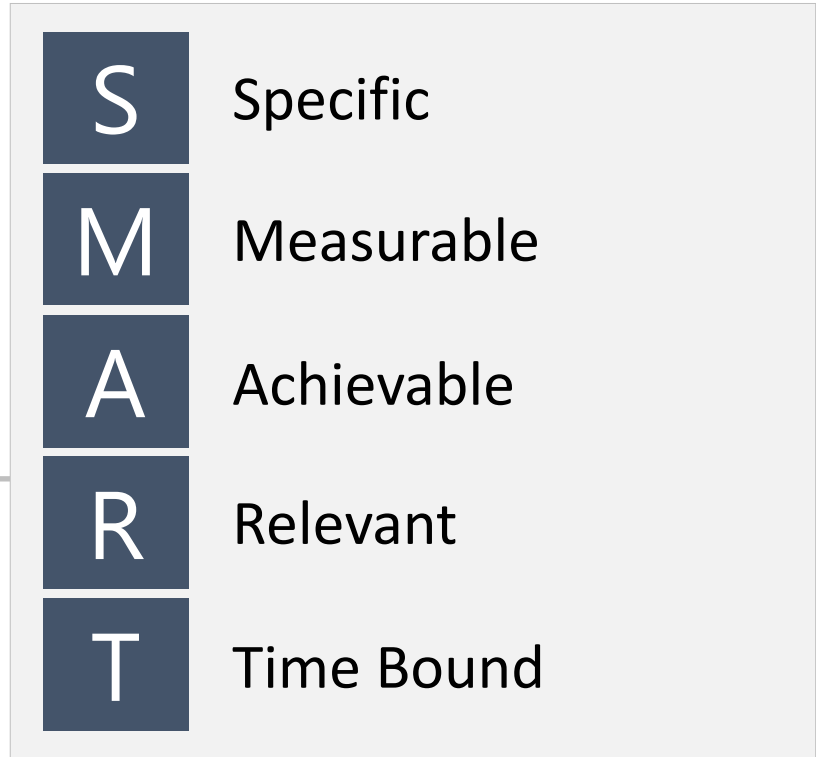 S Specific
M Measurable
A Achievable
R Relevant
T Time Bound